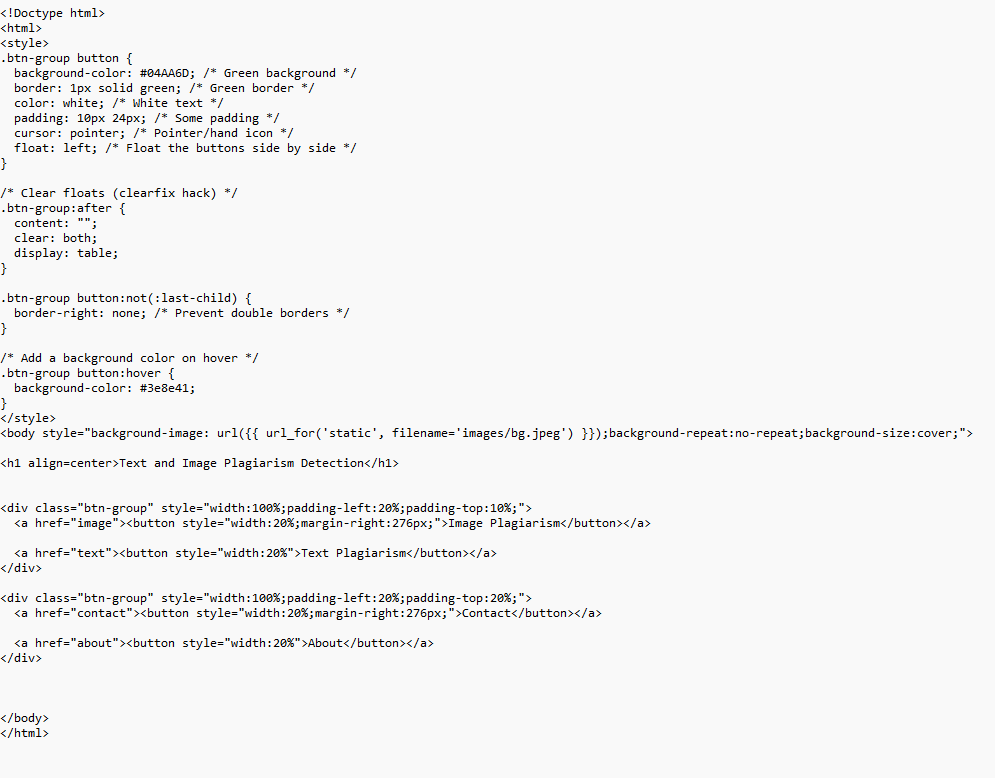 <!Doctype html>
<html>
<style>
.btn-group button {
  background-color: #04AA6D; /* Green background */
  border: 1px solid green; /* Green border */
  color: white; /* White text */
  padding: 10px 24px; /* Some padding */
  cursor: pointer; /* Pointer/hand icon */
  float: left; /* Float the buttons side by side */
}

/* Clear floats (clearfix hack) */
.btn-group:after {
  content: "";
  clear: both;
  display: table;
}

.btn-group button:not(:last-child) {
  border-right: none; /* Prevent double borders */
}

/* Add a background color on hover */
.btn-group button:hover {
  background-color: #3e8e41;
}
</style>
<body style="background-image: url({{ url_for('static', filename='images/bg.jpeg') }});background-repeat:no-repeat;background-size:cover;">

<h1 align=center>Text and Image Plagiarism Detection</h1>


<div class="btn-group" style="width:100%;padding-left:20%;padding-top:10%;">
  <a href="image"><button style="width:20%;margin-right:276px;">Image Plagiarism</button></a>

  <a href="text"><button style="width:20%">Text Plagiarism</button></a>
</div>

<div class="btn-group" style="width:100%;padding-left:20%;padding-top:20%;">
  <a href="contact"><button style="width:20%;margin-right:276px;">Contact</button></a>

  <a href="about"><button style="width:20%">About</button></a>
</div>



</body>
</html>